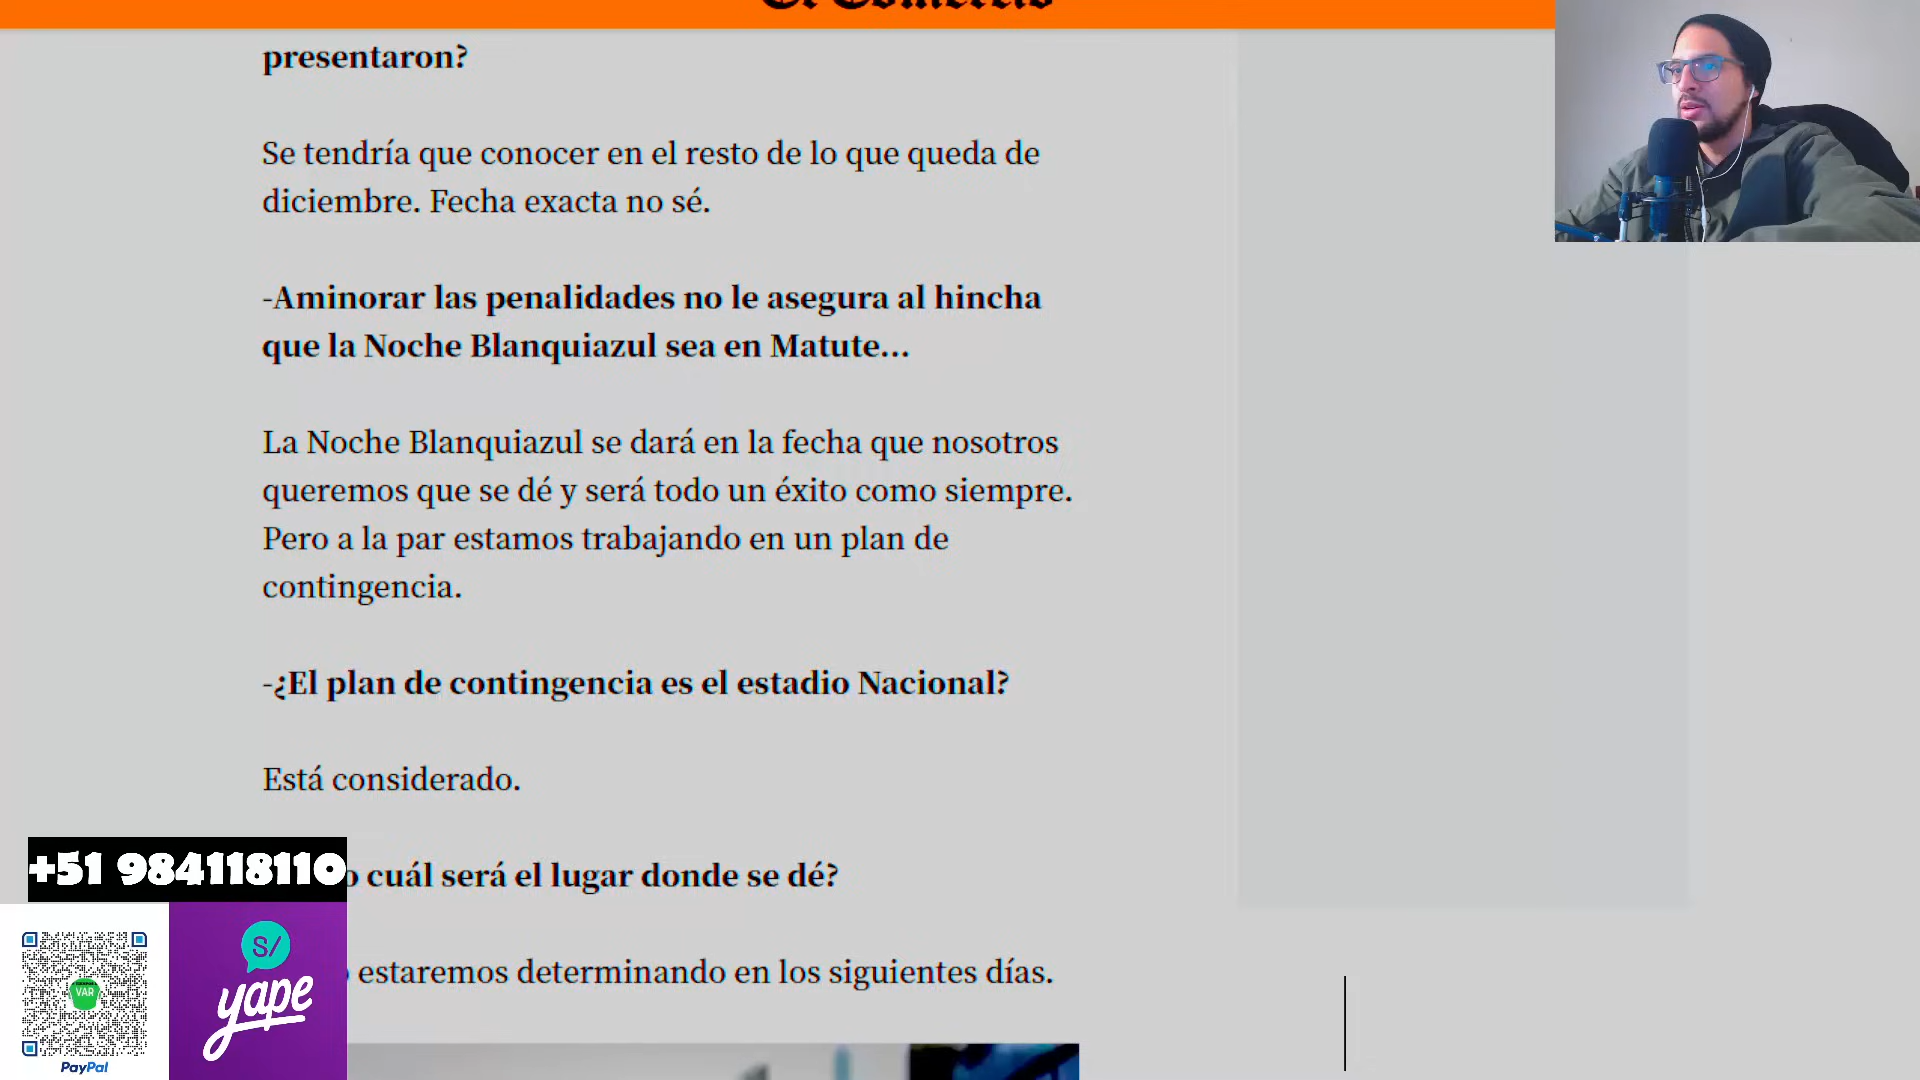 El Comercio
presentaron?
Se tendría que conocer en el resto de lo que queda de
diciembre. Fecha exacta no sé.
-Aminorar las penalidades no le asegura al hincha
que la Noche Blanquiazul sea en Matute...
La Noche Blanquiazul se dará en la fecha que nosotros
queremos que se dé y será todo un éxito como siempre.
Pero a la par estamos trabajando en un plan de
contingencia.
-¿El plan de contingencia es el estadio Nacional?
Está considerado.
cuál será el lugar donde se dé?
estaremos determinando en los siguientes días.
+51 984118110
VAR
PayPal
S/
yape